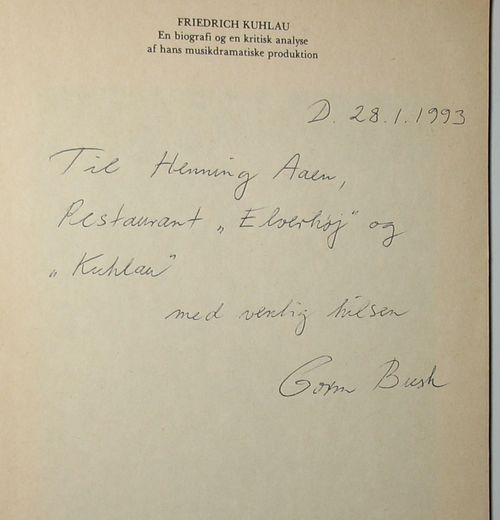 FRIEDRICH KUHLAU
En biografi og en kritisk analyse
af hans musikdramatiske produktion
D. 28.1.1993
Til Henning Aaen,
Restaurant „Elverhøj" og
„Kuhlau"
med venlig hilsen
Gorm Busk